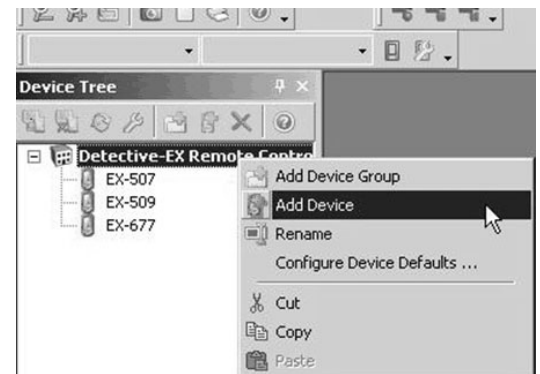 Device Tree
Detective-EX Remote Contro
EX-507
EX-509
EX-677
Add Device Group
Add Device
Rename
Configure Device Defaults ...
Cut
Copy
Paste